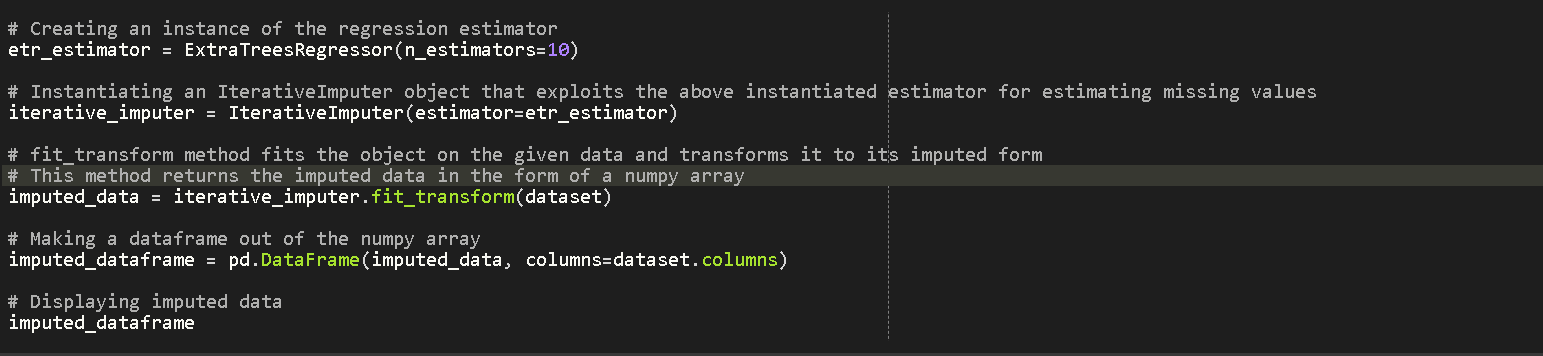 # Creating an instance of the regression estimator
etr_estimator = ExtraTreesRegressor(n_estimators=10)
# Instantiating an IterativeImputer object that exploits the above instantiated estimator for estimating missing values
iterative_imputer = IterativeImputer(estimator=etr_estimator)
# fit_transform method fits the object on the given data and transforms it to its imputed form
# This method returns the imputed data in the form of a numpy array
imputed_data = iterative_imputer.fit_transform(dataset)
# Making a dataframe out of the numpy array
imputed_dataframe = pd.DataFrame(imputed_data, columns=dataset.columns)
# Displaying imputed data
imputed_dataframe